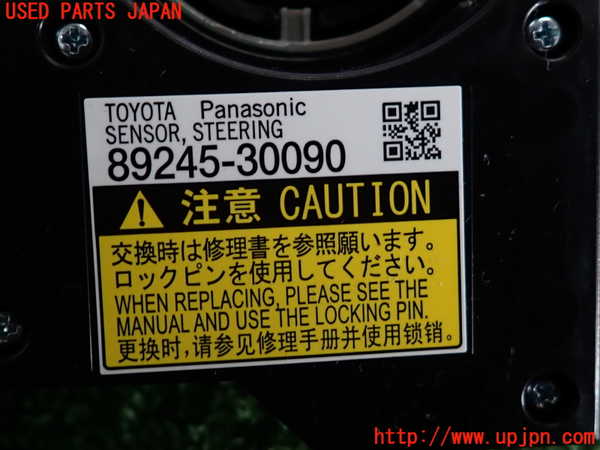 USED PARTS JAPAN
TOYOTA Panasonic
SENSOR, STEERING
89245-30090
注意 CAUTION
交換時は修理書を参照願います。
ロックピンを使用してください。
WHEN REPLACING, PLEASE SEE THE
MANUAL AND USE THE LOCKING PIN.
更换时,请参见修理手册并使用锁销。
http://www.upjpn.com/